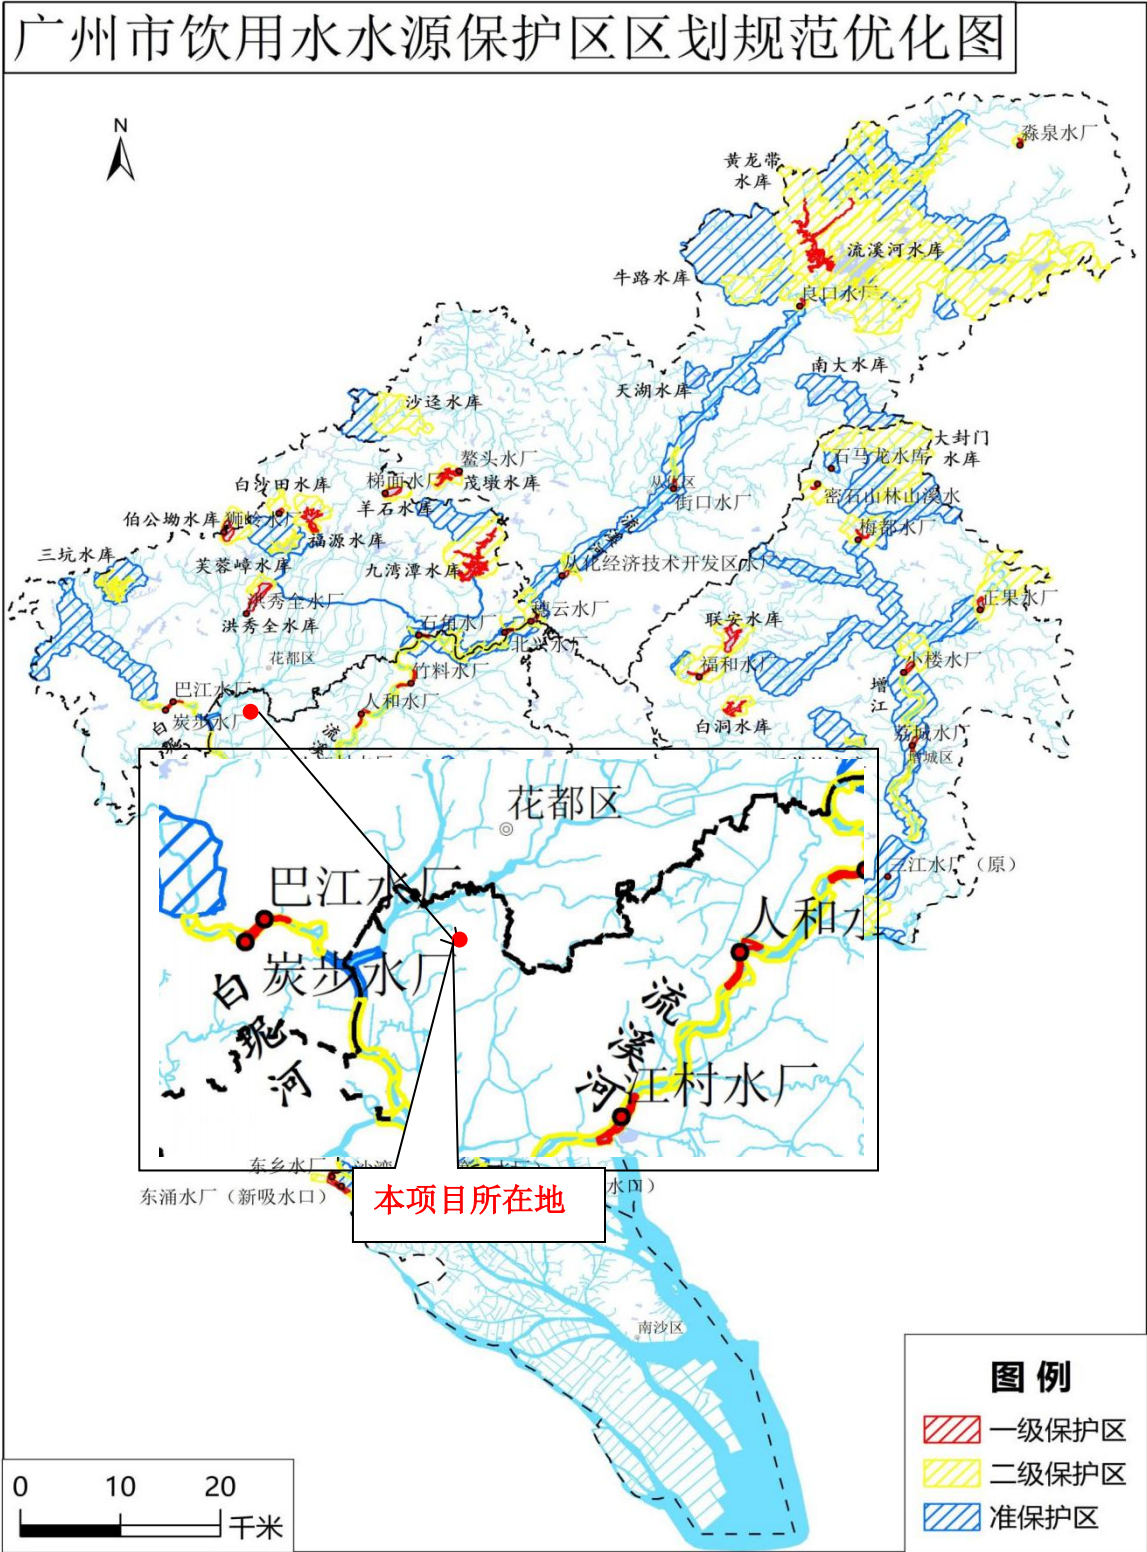 广州市饮用水水源保护区区划规范优化图
N
淼泉水厂
黄龙带
水库
流溪河水库
牛路水库
良口水厂
南大水库
天湖水库
沙迳水库
大封门
水库
石马龙水库
鳌头水厂
梯面水厂
茂墩水库
白沙田水库
羊石水库
街口水厂
密石山林山溪水
伯公坳水库
狮岭水厂
梅都水厂
福源水库
流溪河
三坑水库
芙蓉嶂水库
九湾潭水库
从化经济技术开发区水厂
洪秀全水厂
洪秀全水库
穗云水厂
正果水厂
石角水厂
北兴水厂
联安水库
花都区
竹料水厂
福和水厂
小楼水厂
巴江水厂
人和水厂
增江
炭步水厂
白坭
流溪
白洞水库
荔城水厂
增城区
花都区
三江水厂（原）
巴江水厂
人和水
炭步水厂
白坭河
流溪河
江村水厂
东乡水厂
东涌水厂（新吸水口）
本项目所在地
南沙区
图例
一级保护区
二级保护区
准保护区
0 10 20
千米